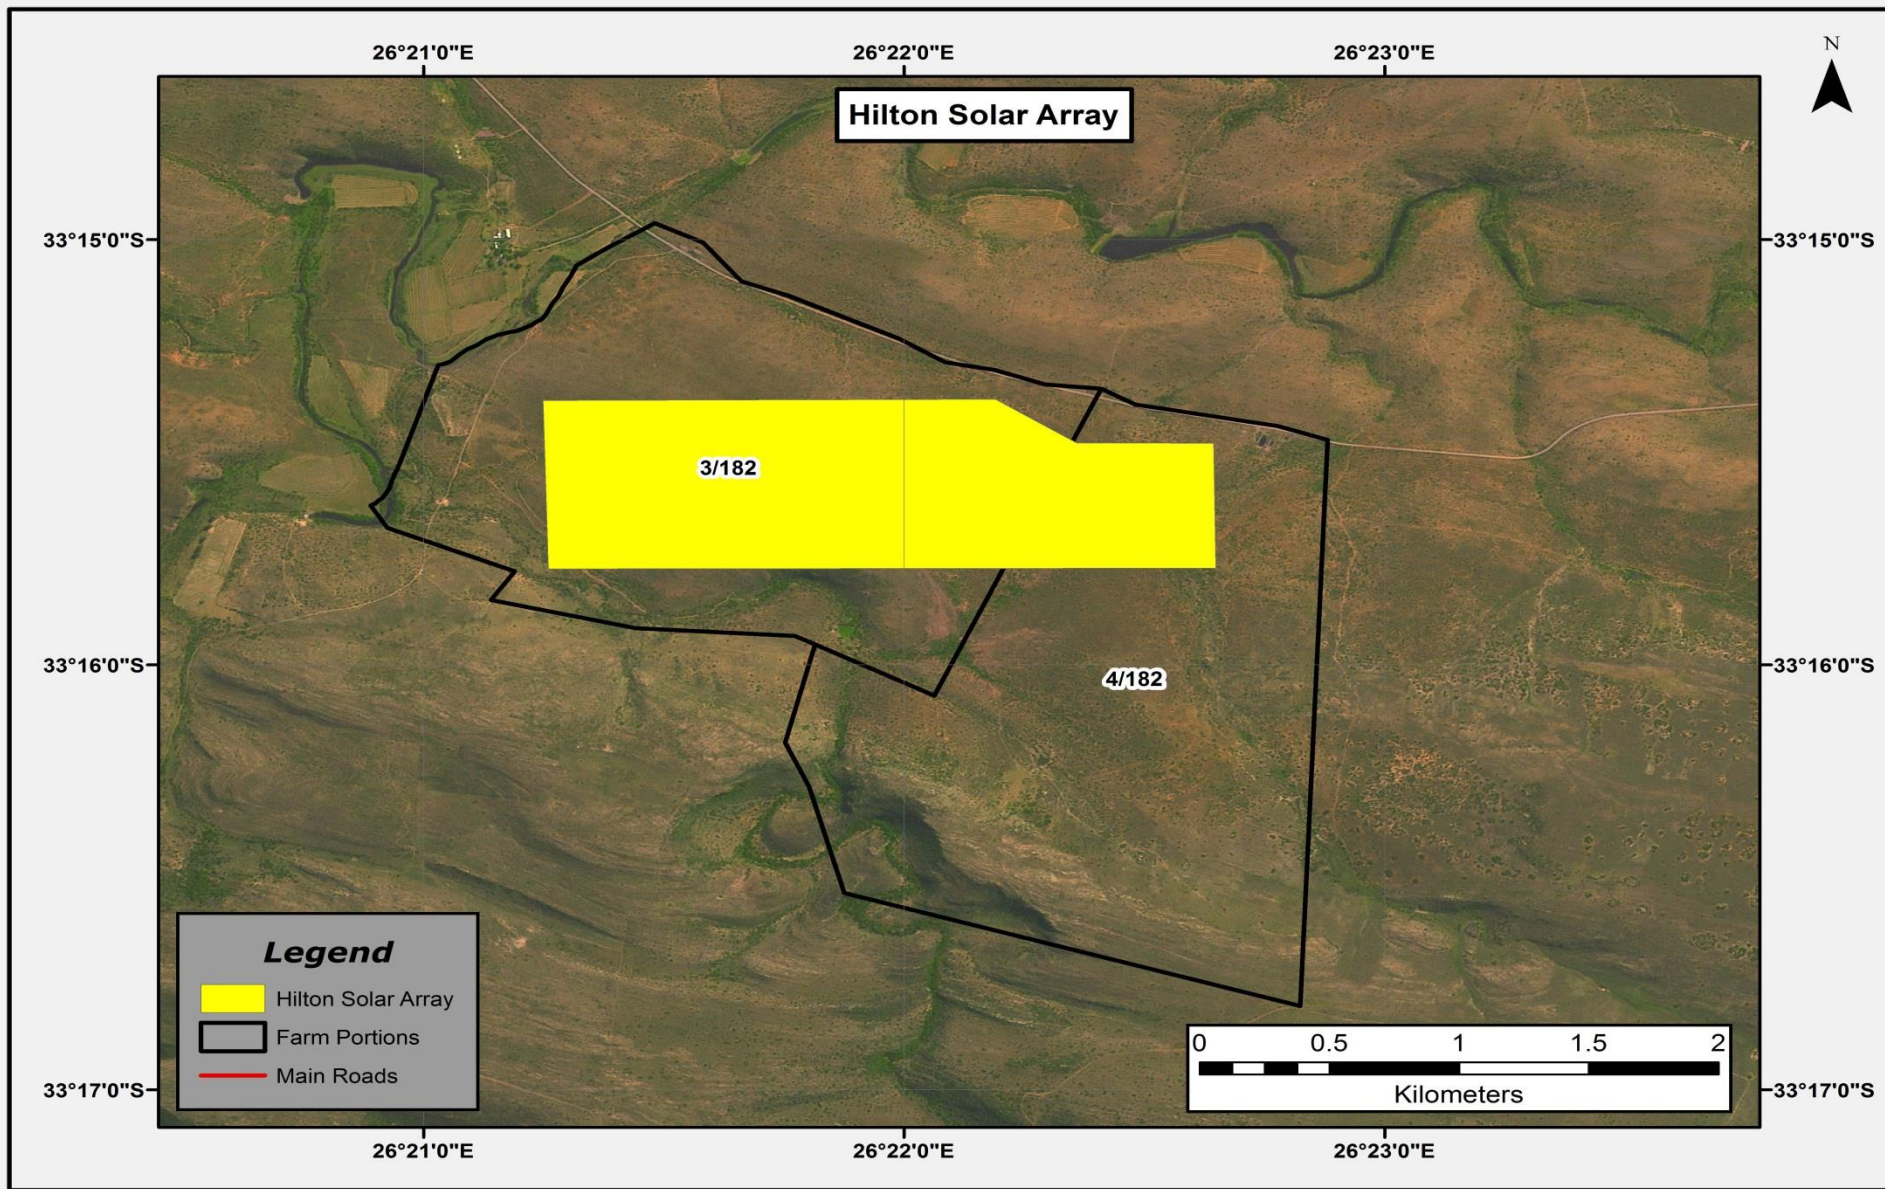 26°21'0"E 26°22'0"E 26°23'0"E
N
Hilton Solar Array
33°15'0"S 33°15'0"S
3/182
33°16'0"S 33°16'0"S
4/182
Legend
Hilton Solar Array
Farm Portions
Main Roads
0 0.5 1 1.5 2
Kilometers
33°17'0"S 33°17'0"S
26°21'0"E 26°22'0"E 26°23'0"E